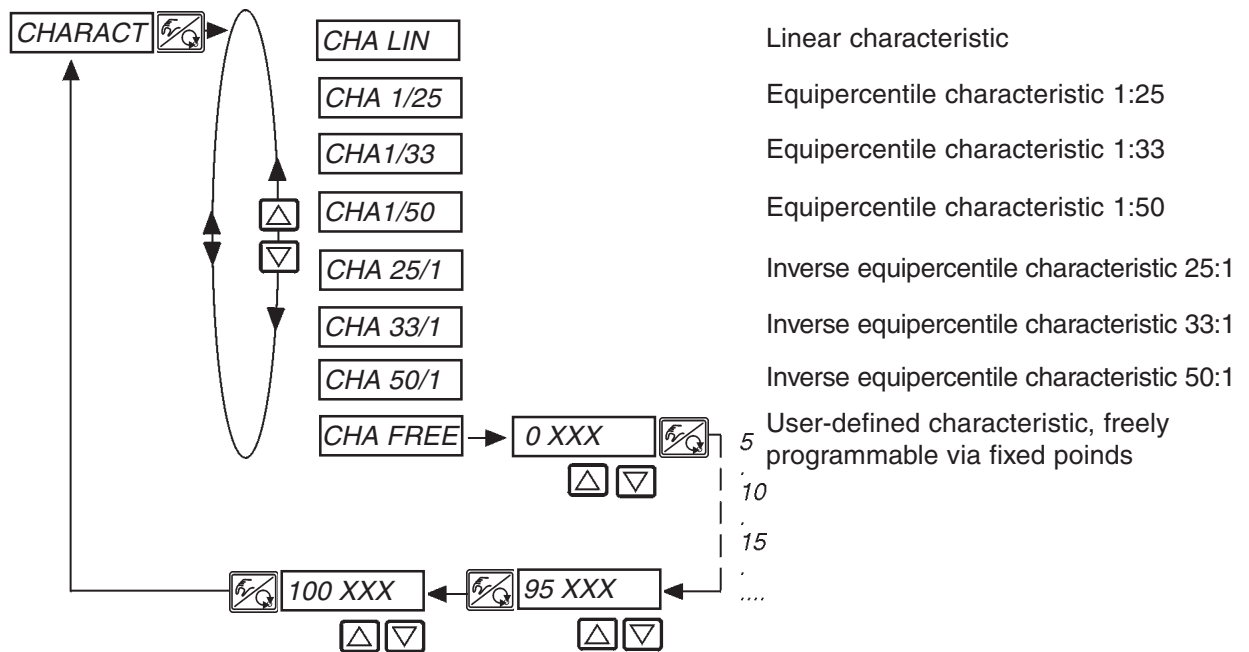 CHARACT
CHA LIN Linear characteristic
CHA 1/25 Equipercentile characteristic 1:25
CHA1/33 Equipercentile characteristic 1:33
CHA1/50 Equipercentile characteristic 1:50
CHA 25/1 Inverse equipercentile characteristic 25:1
CHA 33/1 Inverse equipercentile characteristic 33:1
CHA 50/1 Inverse equipercentile characteristic 50:1
CHA FREE 0 XXX User-defined characteristic, freely
programmable via fixed poinds
5
.
10
.
15
.
....
100 XXX 95 XXX